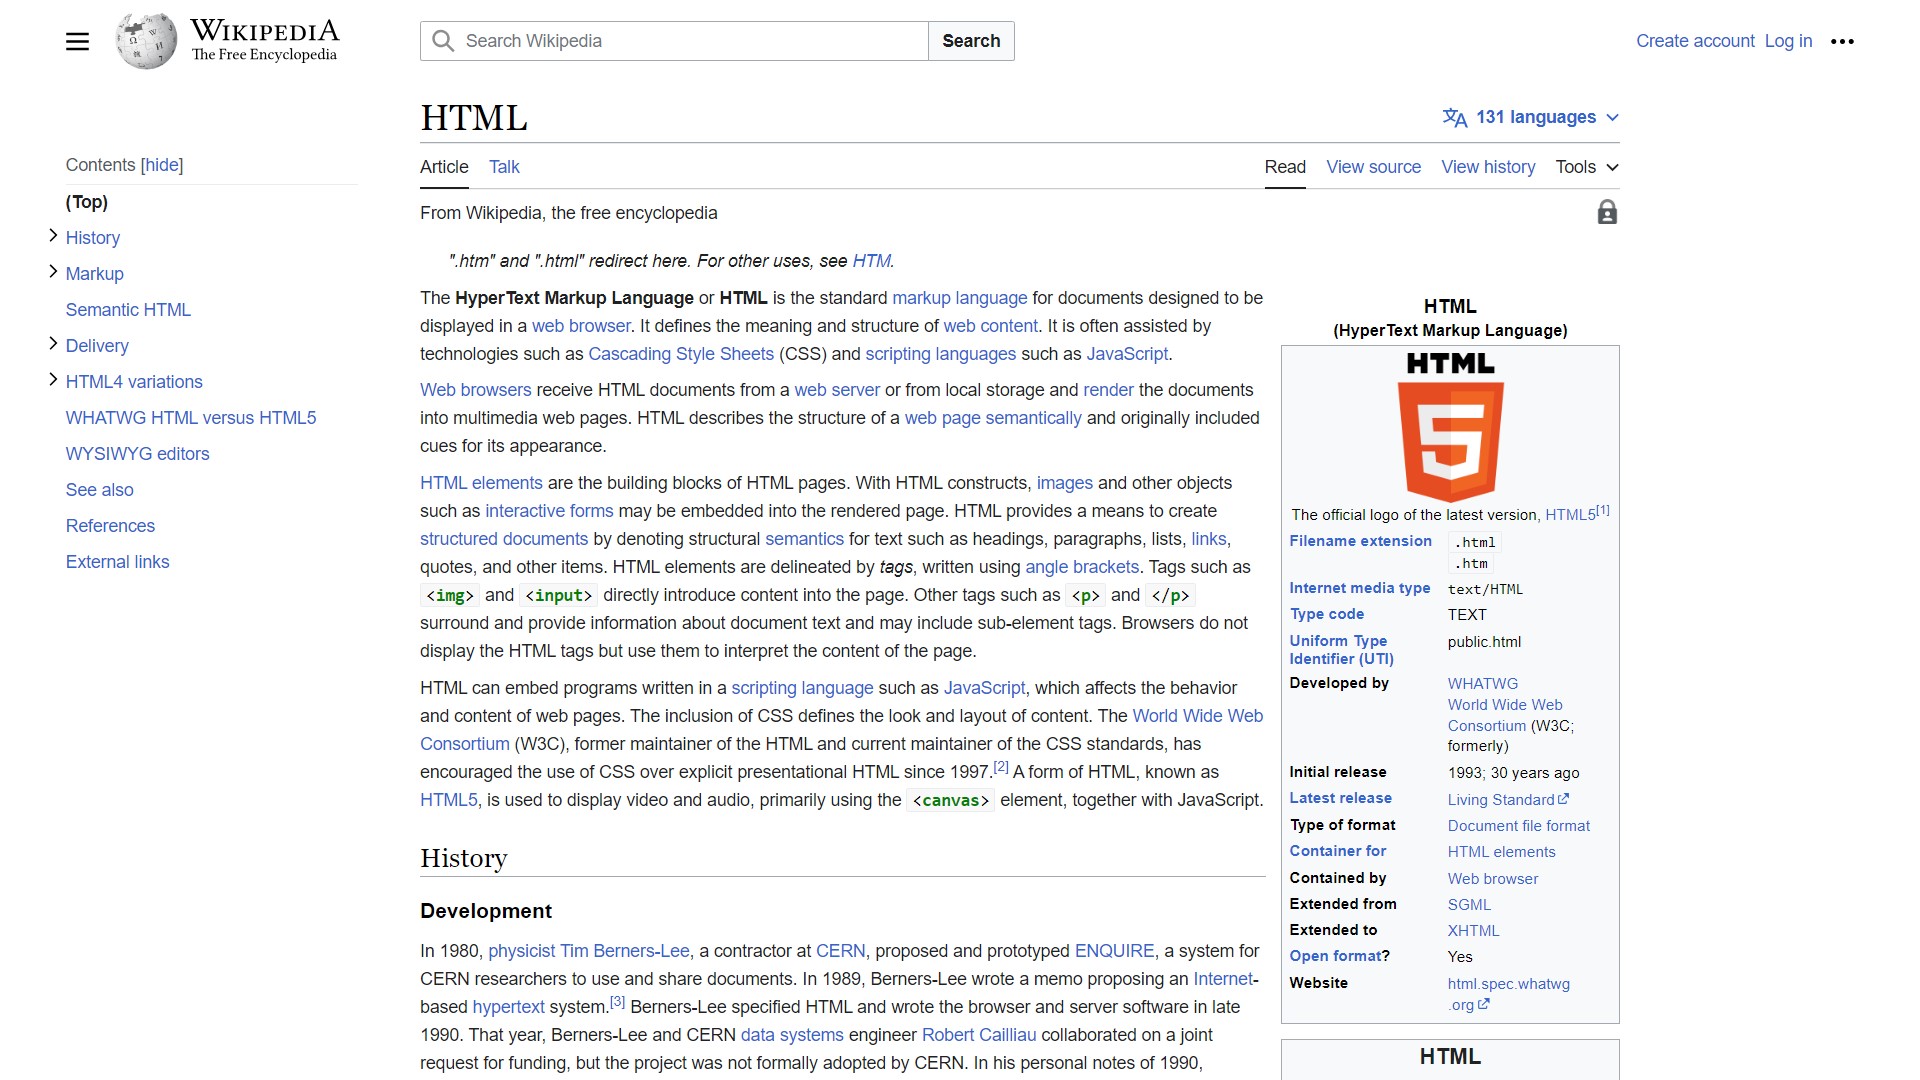 WIKIPEDIA
The Free Encyclopedia
Search Wikipedia
Search
Create account Log in
HTML
131 languages
Article Talk
Read View source View history Tools
From Wikipedia, the free encyclopedia
Contents [hide]
(Top)
History
Markup
Semantic HTML
Delivery
HTML4 variations
WHATWG HTML versus HTML5
WYSIWYG editors
See also
References
External links
".htm" and ".html" redirect here. For other uses, see HTM.
The HyperText Markup Language or HTML is the standard markup language for documents designed to be
displayed in a web browser. It defines the meaning and structure of web content. It is often assisted by
technologies such as Cascading Style Sheets (CSS) and scripting languages such as JavaScript.
Web browsers receive HTML documents from a web server or from local storage and render the documents
into multimedia web pages. HTML describes the structure of a web page semantically and originally included
cues for its appearance.
HTML elements are the building blocks of HTML pages. With HTML constructs, images and other objects
such as interactive forms may be embedded into the rendered page. HTML provides a means to create
structured documents by denoting structural semantics for text such as headings, paragraphs, lists, links,
quotes, and other items. HTML elements are delineated by tags, written using angle brackets. Tags such as
<img> and <input> directly introduce content into the page. Other tags such as <p> and </p>
surround and provide information about document text and may include sub-element tags. Browsers do not
display the HTML tags but use them to interpret the content of the page.
HTML can embed programs written in a scripting language such as JavaScript, which affects the behavior
and content of web pages. The inclusion of CSS defines the look and layout of content. The World Wide Web
Consortium (W3C), former maintainer of the HTML and current maintainer of the CSS standards, has
encouraged the use of CSS over explicit presentational HTML since 1997.[2] A form of HTML, known as
HTML5, is used to display video and audio, primarily using the <canvas> element, together with JavaScript.
History
Development
In 1980, physicist Tim Berners-Lee, a contractor at CERN, proposed and prototyped ENQUIRE, a system for
CERN researchers to use and share documents. In 1989, Berners-Lee wrote a memo proposing an Internet-
based hypertext system.[3] Berners-Lee specified HTML and wrote the browser and server software in late
1990. That year, Berners-Lee and CERN data systems engineer Robert Cailliau collaborated on a joint
request for funding, but the project was not formally adopted by CERN. In his personal notes of 1990,
HTML
(HyperText Markup Language)
HTML
5
The official logo of the latest version, HTML5[1]
Filename extension .html
.htm
Internet media type text/HTML
Type code TEXT
Uniform Type public.html
Identifier (UTI)
Developed by WHATWG
World Wide Web
Consortium (W3C;
formerly)
Initial release 1993; 30 years ago
Latest release Living Standard
Type of format Document file format
Container for HTML elements
Contained by Web browser
Extended from SGML
Extended to XHTML
Open format? Yes
Website html.spec.whatwg
.org
HTML